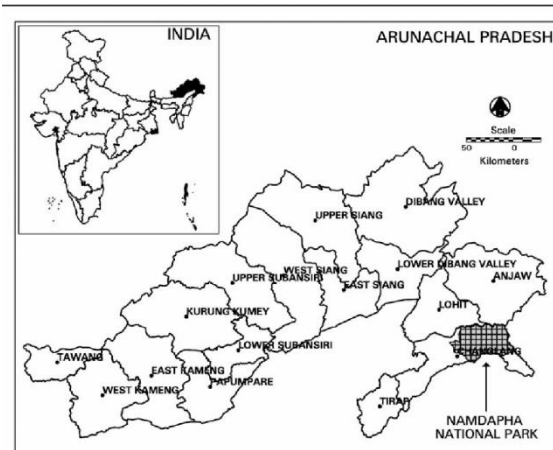 INDIA
ARUNACHAL PRADESH
Scale
50 0
Kilometers
DIBANG VALLEY
UPPER SIANG
LOWER DIBANG VALLEY
WEST SIANG
ANJAW
UPPER SUBANSIRI
EAST SIANG
LOHIT
KURUNG KUMEY
LOWER SUBANSIRI
CHANGLANG
TAWANG
EAST KAMENG
PAPUMPARE
WEST KAMENG
TIRAP
NAMDAPHA
NATIONAL PARK